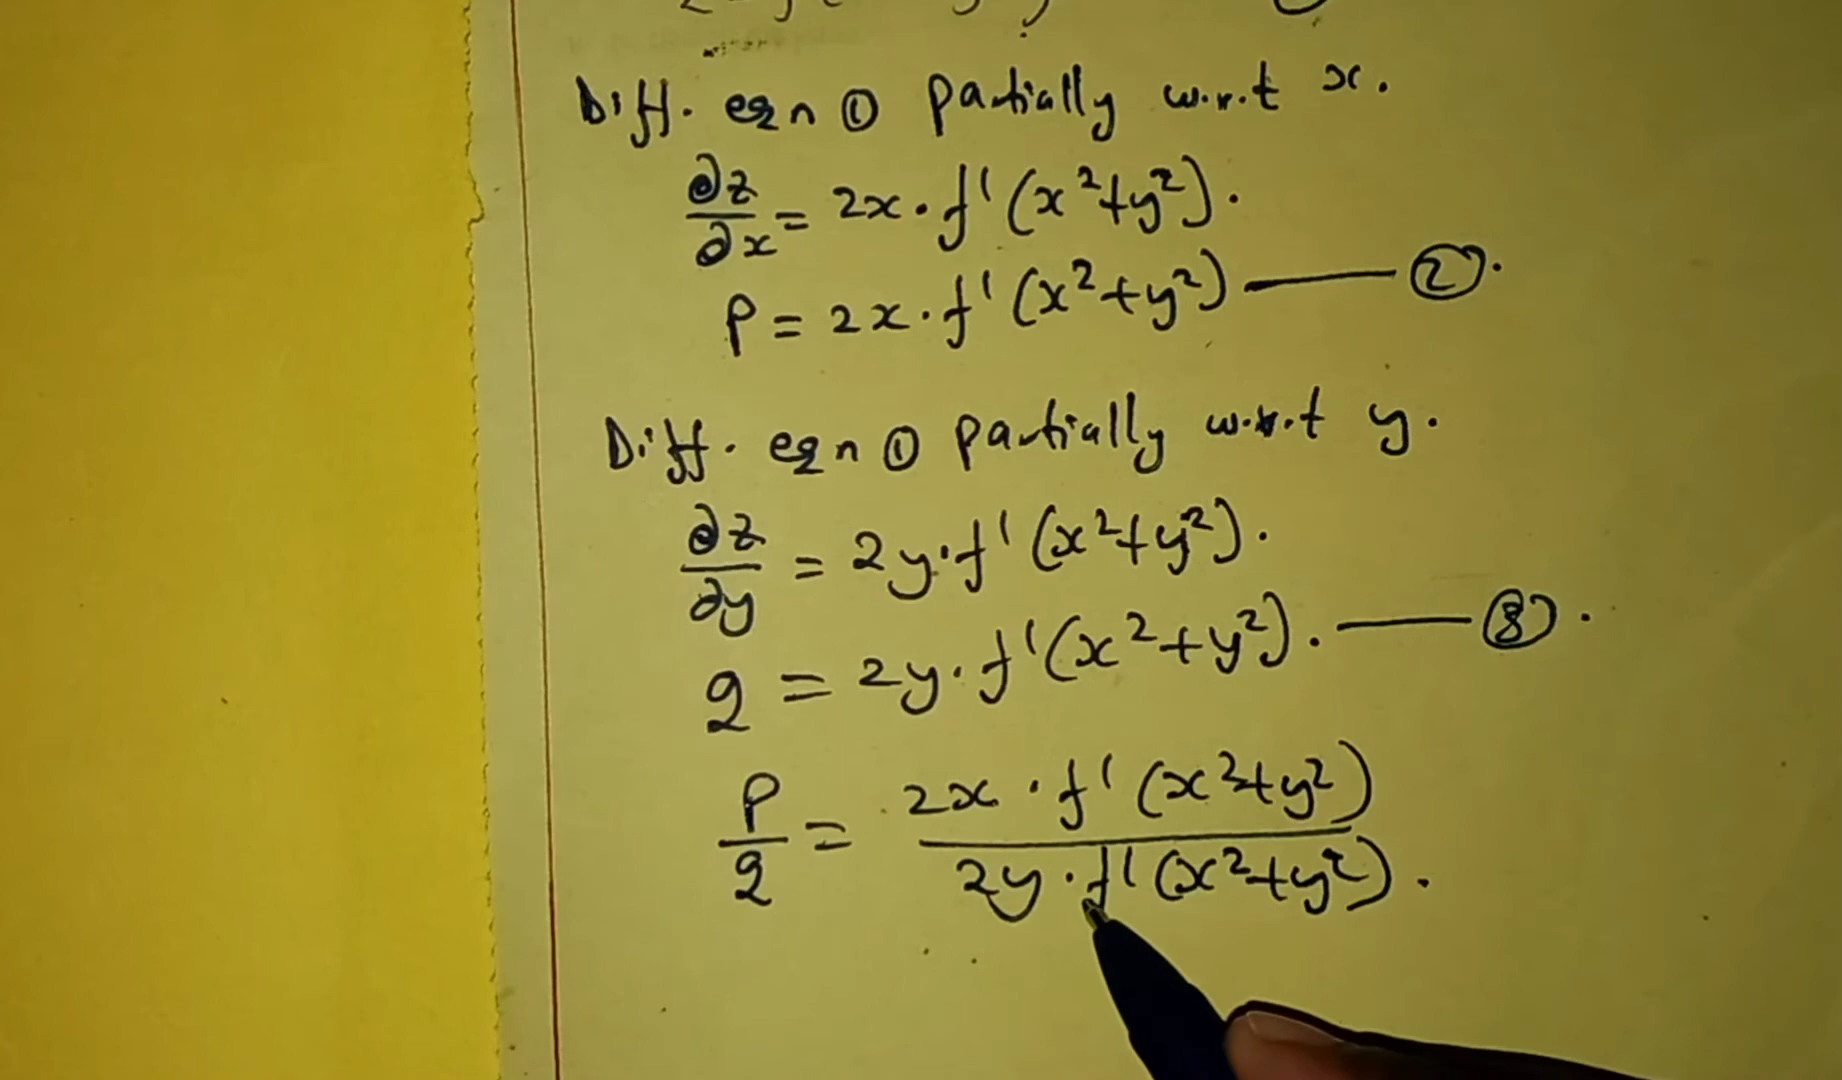 Diff. eqn ① partially w.r.t x.
∂z/∂x = 2x · f'(x²+y²).
P = 2x · f'(x²+y²) —— ②.
Diff. eqn ① partially w.r.t y.
∂z/∂y = 2y · f'(x²+y²).
q = 2y · f'(x²+y²). —— ③.
P/q = 2x · f'(x²+y²) / 2y · f'(x²+y²).